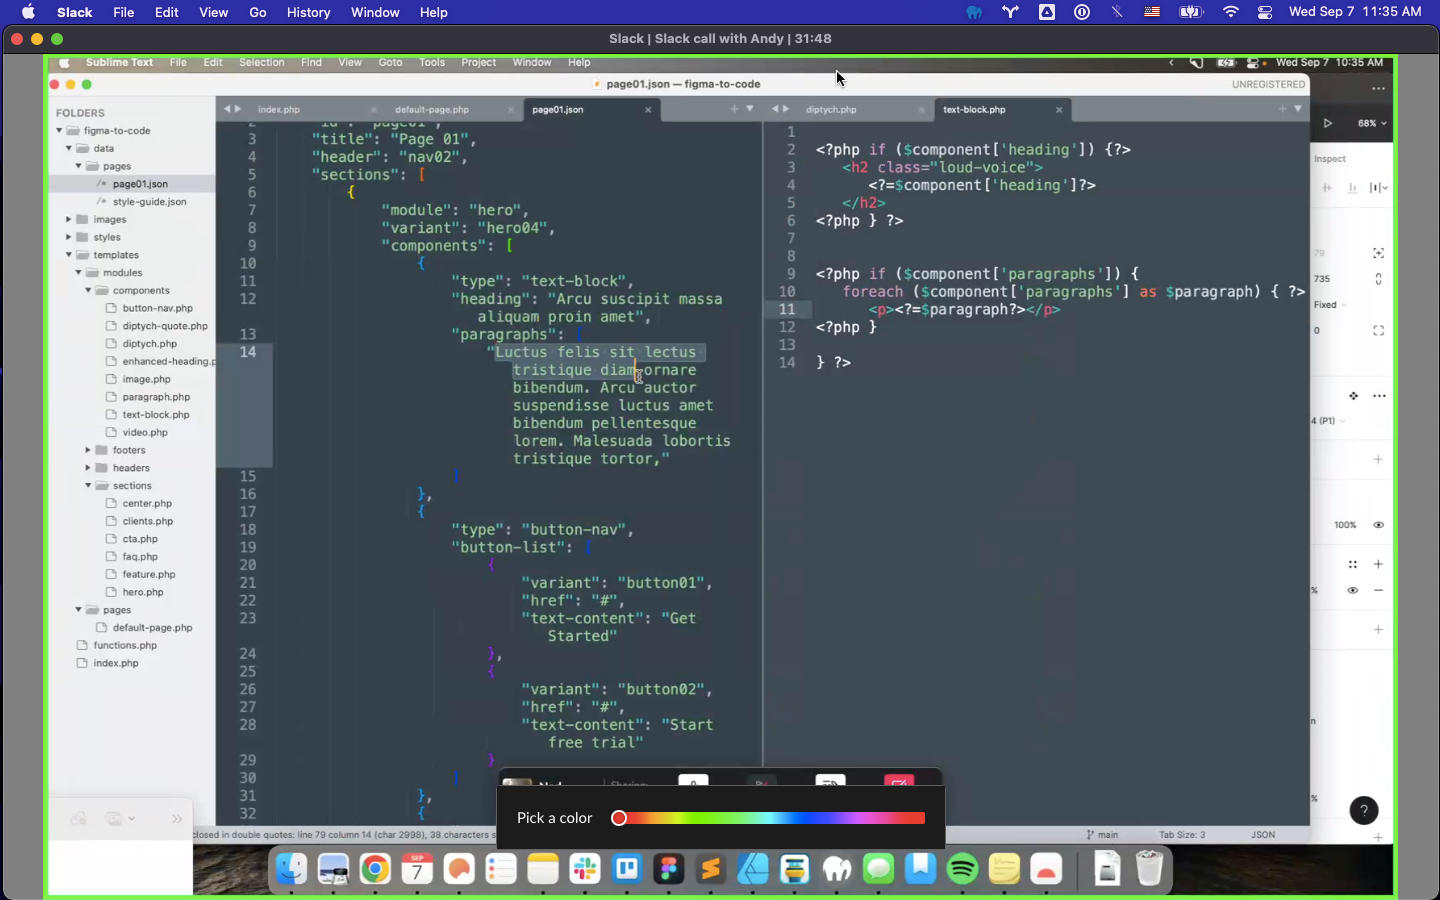 Slack File Edit View Go History Window Help Wed Sep 7 11:35 AM
Slack | Slack call with Andy | 31:48
Sublime Text File Edit Selection Find View Goto Tools Project Window Help Wed Sep 7 10:35 AM
page01.json — figma-to-code UNREGISTERED
FOLDERS
figma-to-code
data
pages
page01.json
style-guide.json
images
styles
templates
modules
components
button-nav.php
diptych-quote.php
diptych.php
enhanced-heading.p
image.php
paragraph.php
text-block.php
video.php
footers
headers
sections
center.php
clients.php
cta.php
faq.php
feature.php
hero.php
pages
default-page.php
functions.php
index.php
index.php default-page.php page01.json
2 "id": "page01",
3 "title": "Page 01",
4 "header": "nav02",
5 "sections": [
6 {
7 "module": "hero",
8 "variant": "hero04",
9 "components": [
10 {
11 "type": "text-block",
12 "heading": "Arcu suscipit massa
aliquam proin amet",
13 "paragraphs": [
14 "Luctus felis sit lectus
tristique diam ornare
bibendum. Arcu auctor
suspendisse luctus amet
bibendum pellentesque
lorem. Malesuada lobortis
tristique tortor,"
15 ]
16 },
17 {
18 "type": "button-nav",
19 "button-list": [
20 {
21 "variant": "button01",
22 "href": "#",
23 "text-content": "Get
Started"
24 },
25 {
26 "variant": "button02",
27 "href": "#",
28 "text-content": "Start
free trial"
29 }
30 ]
31 },
32 {
diptych.php text-block.php
1
2 <?php if ($component['heading']) {?>
3 <h2 class="loud-voice">
4 <?=$component['heading']?>
5 </h2>
6 <?php } ?>
7
8
9 <?php if ($component['paragraphs']) {
10 foreach ($component['paragraphs'] as $paragraph) { ?>
11 <p><?=$paragraph?></p>
12 <?php }
13
14 } ?>
68%
Inspect
79
735
Fixed
0
4 (P1)
100%
%
n
%
?
Sharing
Pick a color
closed in double quotes: line 79 column 14 (char 2998), 38 characters s
main Tab Size: 3 JSON
SEP
7